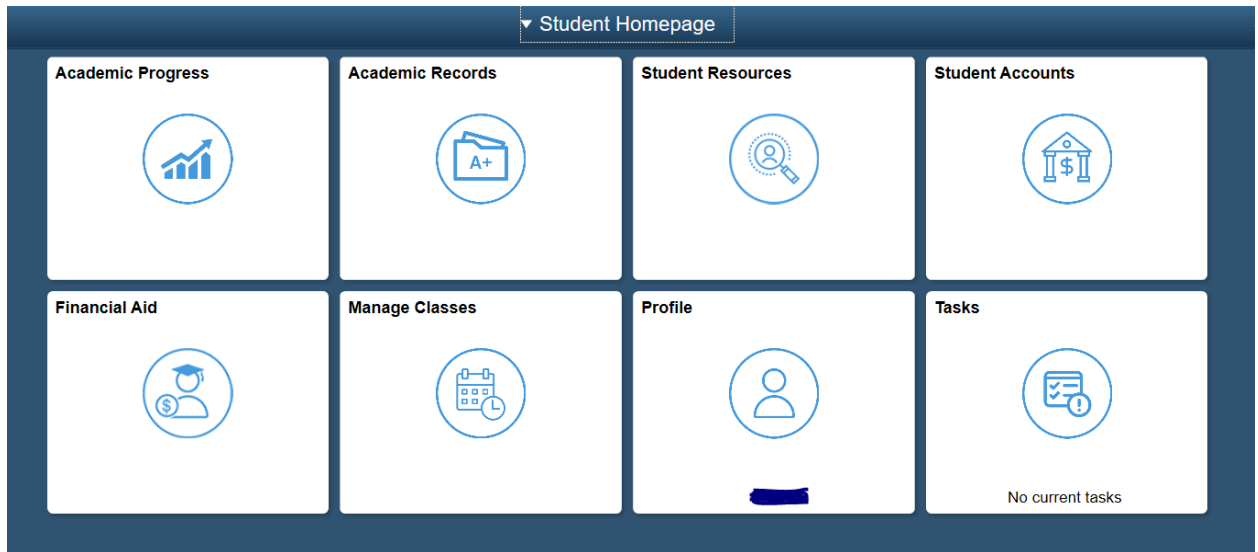 Student Homepage
Academic Progress
Academic Records
A+
Student Resources
Student Accounts
$
Financial Aid
$
Manage Classes
Profile
Tasks
No current tasks